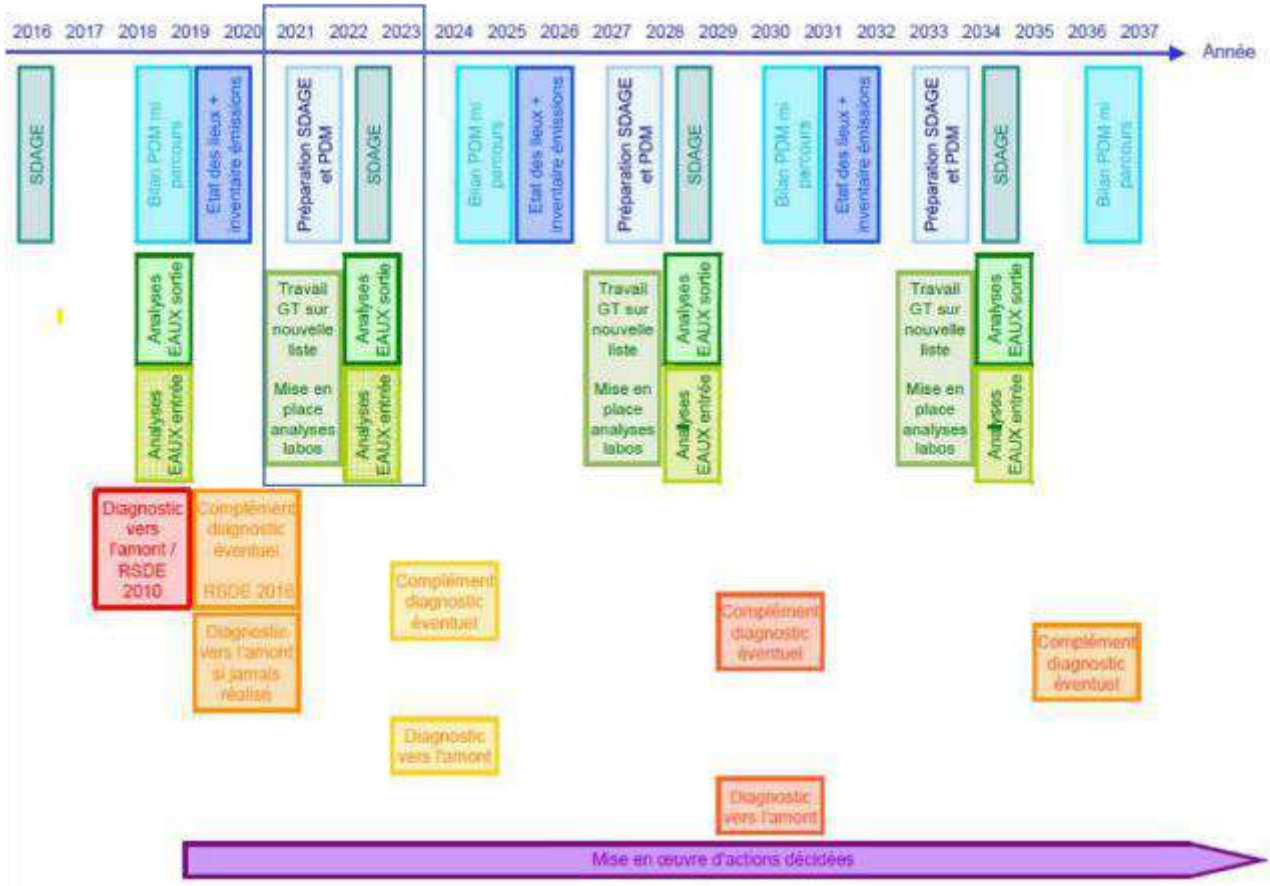 2016 2017 2018 2019 2020 2021 2022 2023 2024 2025 2026 2027 2028 2029 2030 2031 2032 2033 2034 2035 2036 2037
Année
SDAGE
Bilan PDM mi
parcours
Etat des lieux +
inventaire émissions
Préparation SDAGE
et PDM
SDAGE
Bilan PDM mi
parcours
Etat des lieux +
inventaire émissions
Préparation SDAGE
et PDM
SDAGE
Bilan PDM mi
parcours
Etat des lieux +
inventaire émissions
Préparation SDAGE
et PDM
SDAGE
Bilan PDM mi
parcours
Analyses
EAUX sortie
Analyses
EAUX entrée
Travail
GT sur
nouvelle
liste
Mise en
place
analyses
labos
Analyses
EAUX sortie
Analyses
EAUX entrée
Travail
GT sur
nouvelle
liste
Mise en
place
analyses
labos
Analyses
EAUX sortie
Analyses
EAUX entrée
Travail
GT sur
nouvelle
liste
Mise en
place
analyses
labos
Analyses
EAUX sortie
Analyses
EAUX entrée
Diagnostic
vers
l'amont /
RSDE
2010
Complément
diagnostic
éventuel
RSDE 2016
Diagnostic
vers l'amont
si jamais
réalisé
Complément
diagnostic
éventuel
Diagnostic
vers l'amont
Complément
diagnostic
éventuel
Diagnostic
vers l'amont
Complément
diagnostic
éventuel
Mise en œuvre d'actions décidées